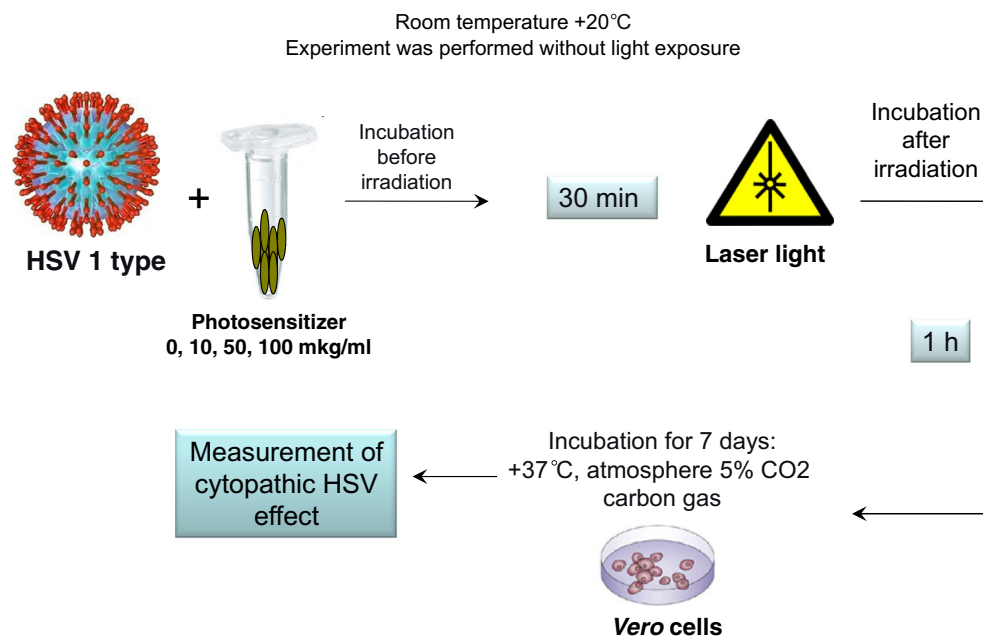 Room temperature +20°C
Experiment was performed without light exposure
HSV 1 type
+
Photosensitizer
0, 10, 50, 100 mkg/ml
Incubation
before
irradiation
30 min
Laser light
Incubation
after
irradiation
1 h
Incubation for 7 days:
+37°C, atmosphere 5% CO2
carbon gas
Vero cells
Measurement of
cytopathic HSV
effect